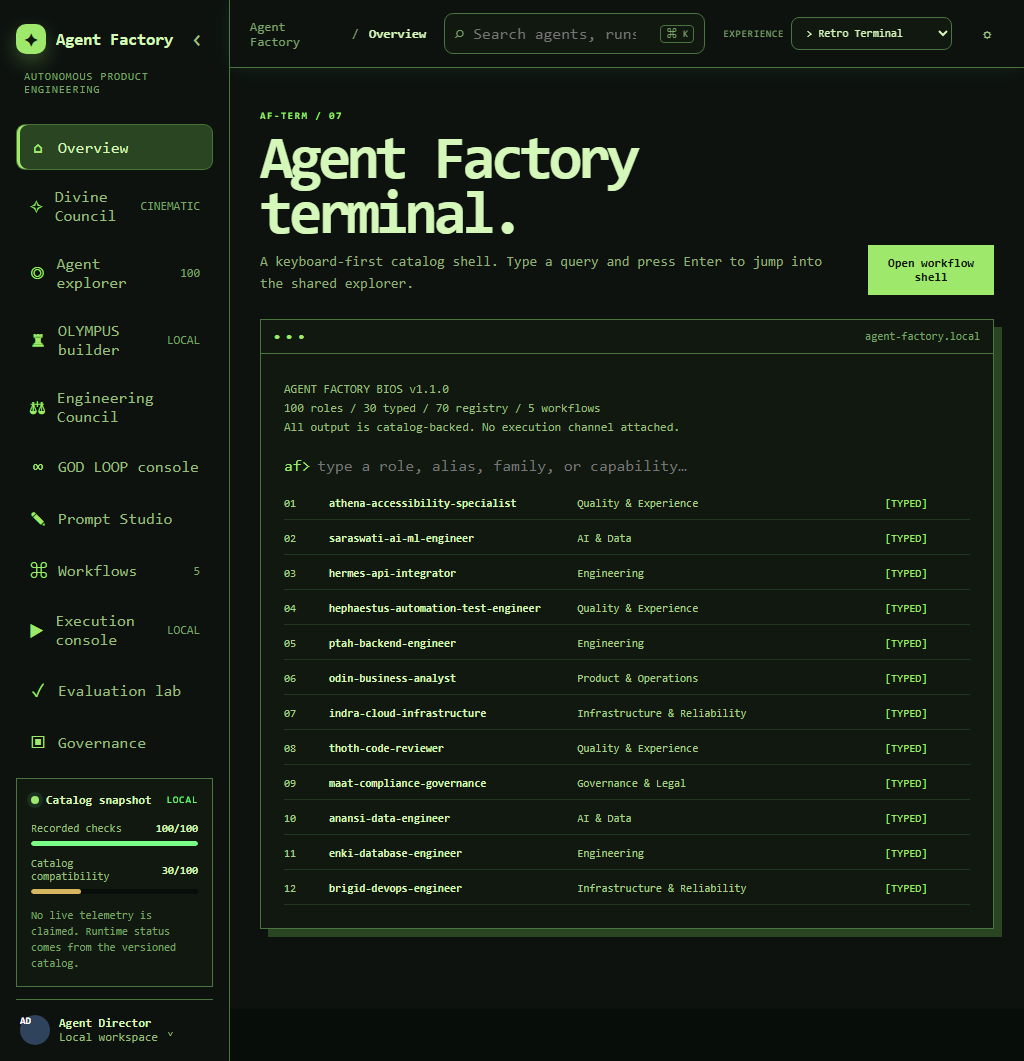 Agent Factory
AUTONOMOUS PRODUCT
ENGINEERING
Overview
Divine
Council
CINEMATIC
Agent
explorer
100
OLYMPUS
builder
LOCAL
Engineering
Council
GOD LOOP console
Prompt Studio
Workflows 5
Execution
console
LOCAL
Evaluation lab
Governance
Catalog snapshot LOCAL
Recorded checks 100/100
Catalog
compatibility
30/100
No live telemetry is
claimed. Runtime status
comes from the versioned
catalog.
AD
Agent Director
Local workspace
Agent
Factory
/ Overview
Search agents, runs
⌘ K
EXPERIENCE
> Retro Terminal
AF-TERM / 07
Agent Factory
terminal.
A keyboard-first catalog shell. Type a query and press Enter to jump into
the shared explorer.
Open workflow
shell
agent-factory.local
AGENT FACTORY BIOS v1.1.0
100 roles / 30 typed / 70 registry / 5 workflows
All output is catalog-backed. No execution channel attached.
af> type a role, alias, family, or capability…
01 athena-accessibility-specialist Quality & Experience [TYPED]
02 saraswati-ai-ml-engineer AI & Data [TYPED]
03 hermes-api-integrator Engineering [TYPED]
04 hephaestus-automation-test-engineer Quality & Experience [TYPED]
05 ptah-backend-engineer Engineering [TYPED]
06 odin-business-analyst Product & Operations [TYPED]
07 indra-cloud-infrastructure Infrastructure & Reliability [TYPED]
08 thoth-code-reviewer Quality & Experience [TYPED]
09 maat-compliance-governance Governance & Legal [TYPED]
10 anansi-data-engineer AI & Data [TYPED]
11 enki-database-engineer Engineering [TYPED]
12 brigid-devops-engineer Infrastructure & Reliability [TYPED]